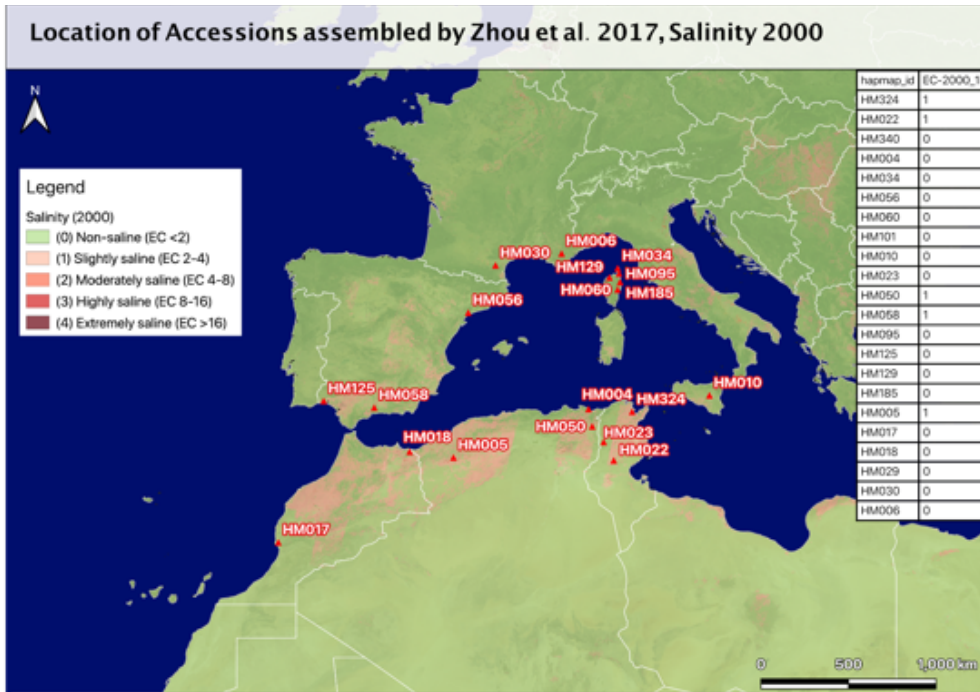 Location of Accessions assembled by Zhou et al. 2017, Salinity 2000
N
Legend
Salinity (2000)
(0) Non-saline (EC <2)
(1) Slightly saline (EC 2-4)
(2) Moderately saline (EC 4-8)
(3) Highly saline (EC 8-16)
(4) Extremely saline (EC >16)
HM030
HM006
HM129
HM034
HM095
HM060
HM185
HM056
HM125
HM058
HM004
HM324
HM010
HM018
HM005
HM050
HM023
HM022
HM017
hapmap_id EC-2000_1
HM324 1
HM022 1
HM340 0
HM004 0
HM034 0
HM056 0
HM060 0
HM101 0
HM010 0
HM023 0
HM050 1
HM058 1
HM095 0
HM125 0
HM129 0
HM185 0
HM005 1
HM017 0
HM018 0
HM029 0
HM030 0
HM006 0
0 500 1,000 km